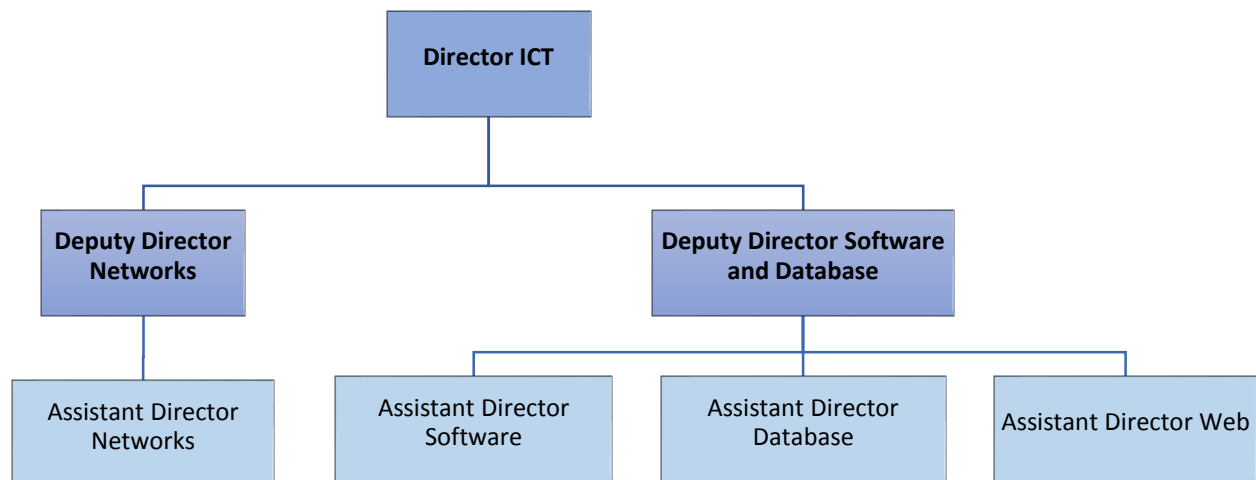 Director ICT
Deputy Director
Networks
Deputy Director Software
and Database
Assistant Director
Networks
Assistant Director
Software
Assistant Director
Database
Assistant Director Web